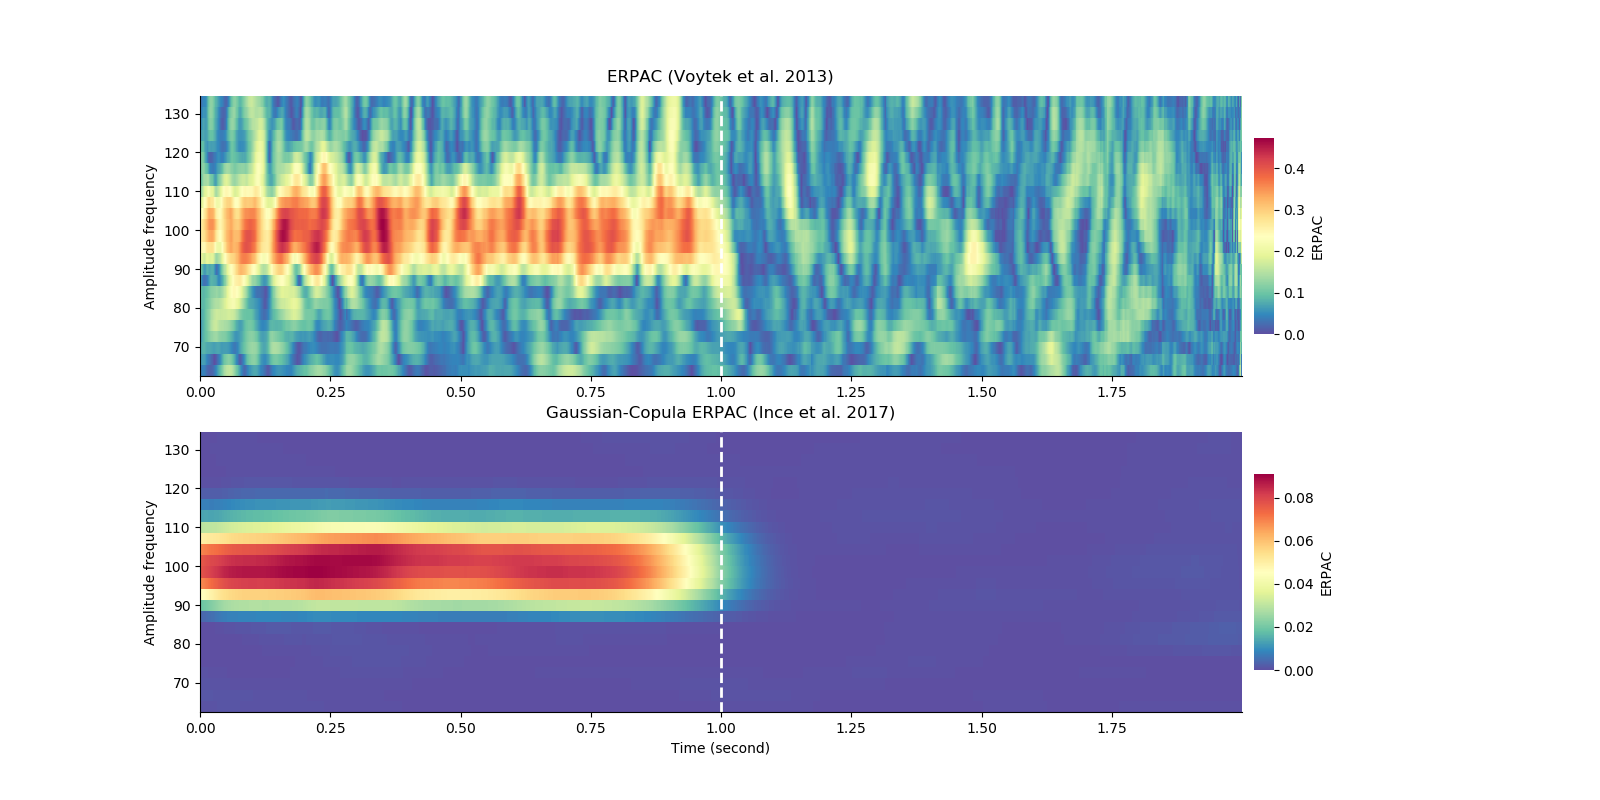 ERPAC (Voytek et al. 2013)
Amplitude frequency
130
120
110
100
90
80
70
0.00 0.25 0.50 0.75 1.00 1.25 1.50 1.75
0.4
0.3
0.2
0.1
0.0
ERPAC
Gaussian-Copula ERPAC (Ince et al. 2017)
Amplitude frequency
130
120
110
100
90
80
70
0.00 0.25 0.50 0.75 1.00 1.25 1.50 1.75
Time (second)
0.08
0.06
0.04
0.02
0.00
ERPAC